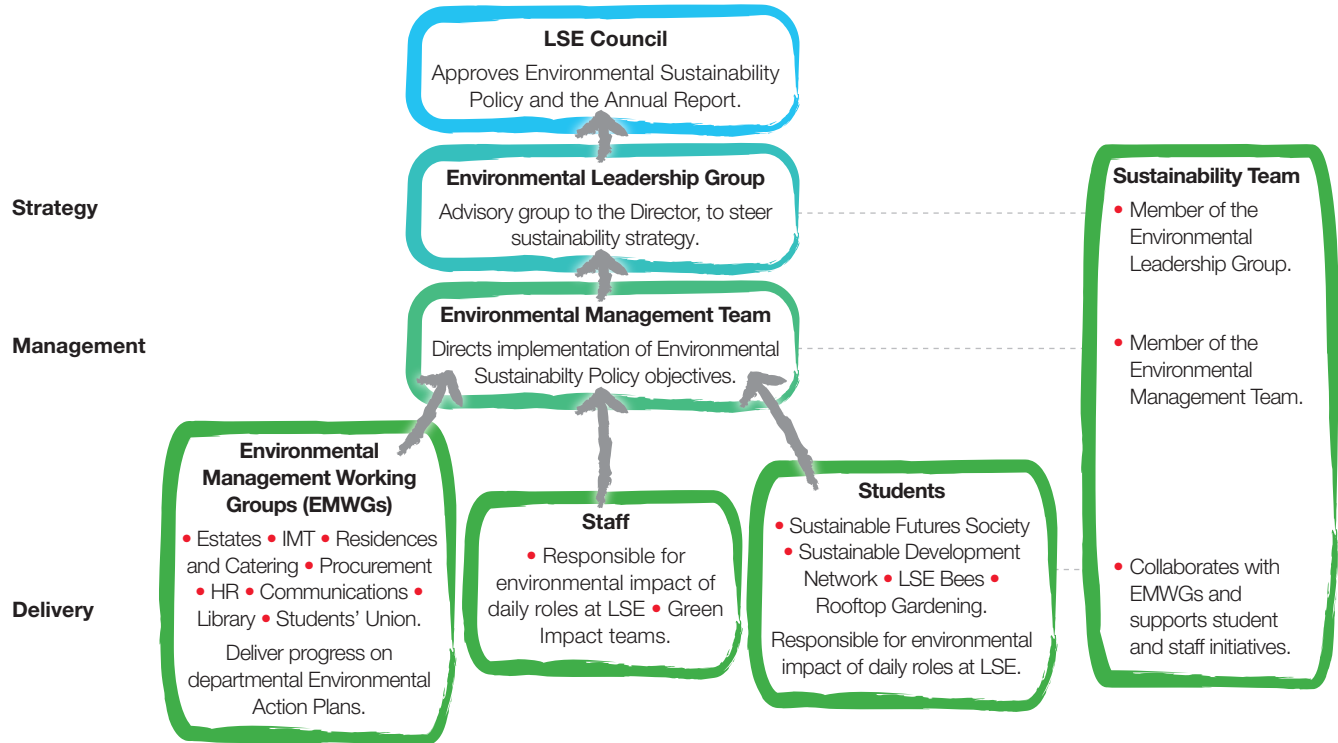 LSE Council
Approves Environmental Sustainability
Policy and the Annual Report.
Strategy
Environmental Leadership Group
Advisory group to the Director, to steer
sustainability strategy.
Management
Environmental Management Team
Directs implementation of Environmental
Sustainabilty Policy objectives.
Delivery
Environmental
Management Working
Groups (EMWGs)
• Estates • IMT • Residences
and Catering • Procurement
• HR • Communications •
Library • Students’ Union.
Deliver progress on
departmental Environmental
Action Plans.
Staff
• Responsible for
environmental impact of
daily roles at LSE • Green
Impact teams.
Students
• Sustainable Futures Society
• Sustainable Development
Network • LSE Bees •
Rooftop Gardening.
Responsible for environmental
impact of daily roles at LSE.
Sustainability Team
• Member of the
Environmental
Leadership Group.
• Member of the
Environmental
Management Team.
• Collaborates with
EMWGs and
supports student
and staff initiatives.